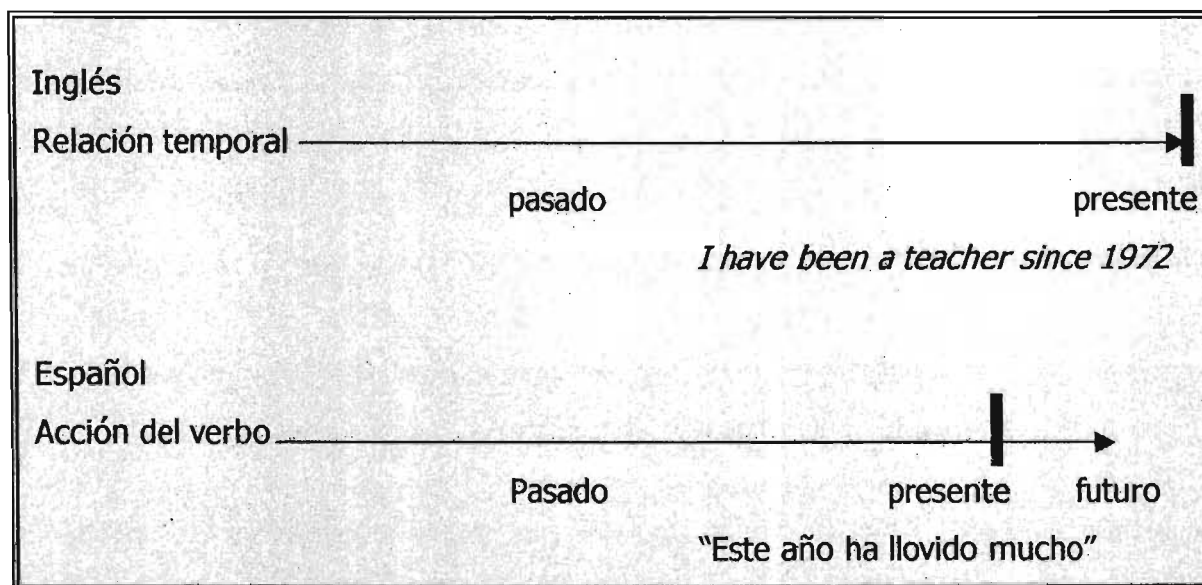 Inglés
Relación temporal
pasado presente
I have been a teacher since 1972
Español
Acción del verbo
Pasado presente futuro
“Este año ha llovido mucho”